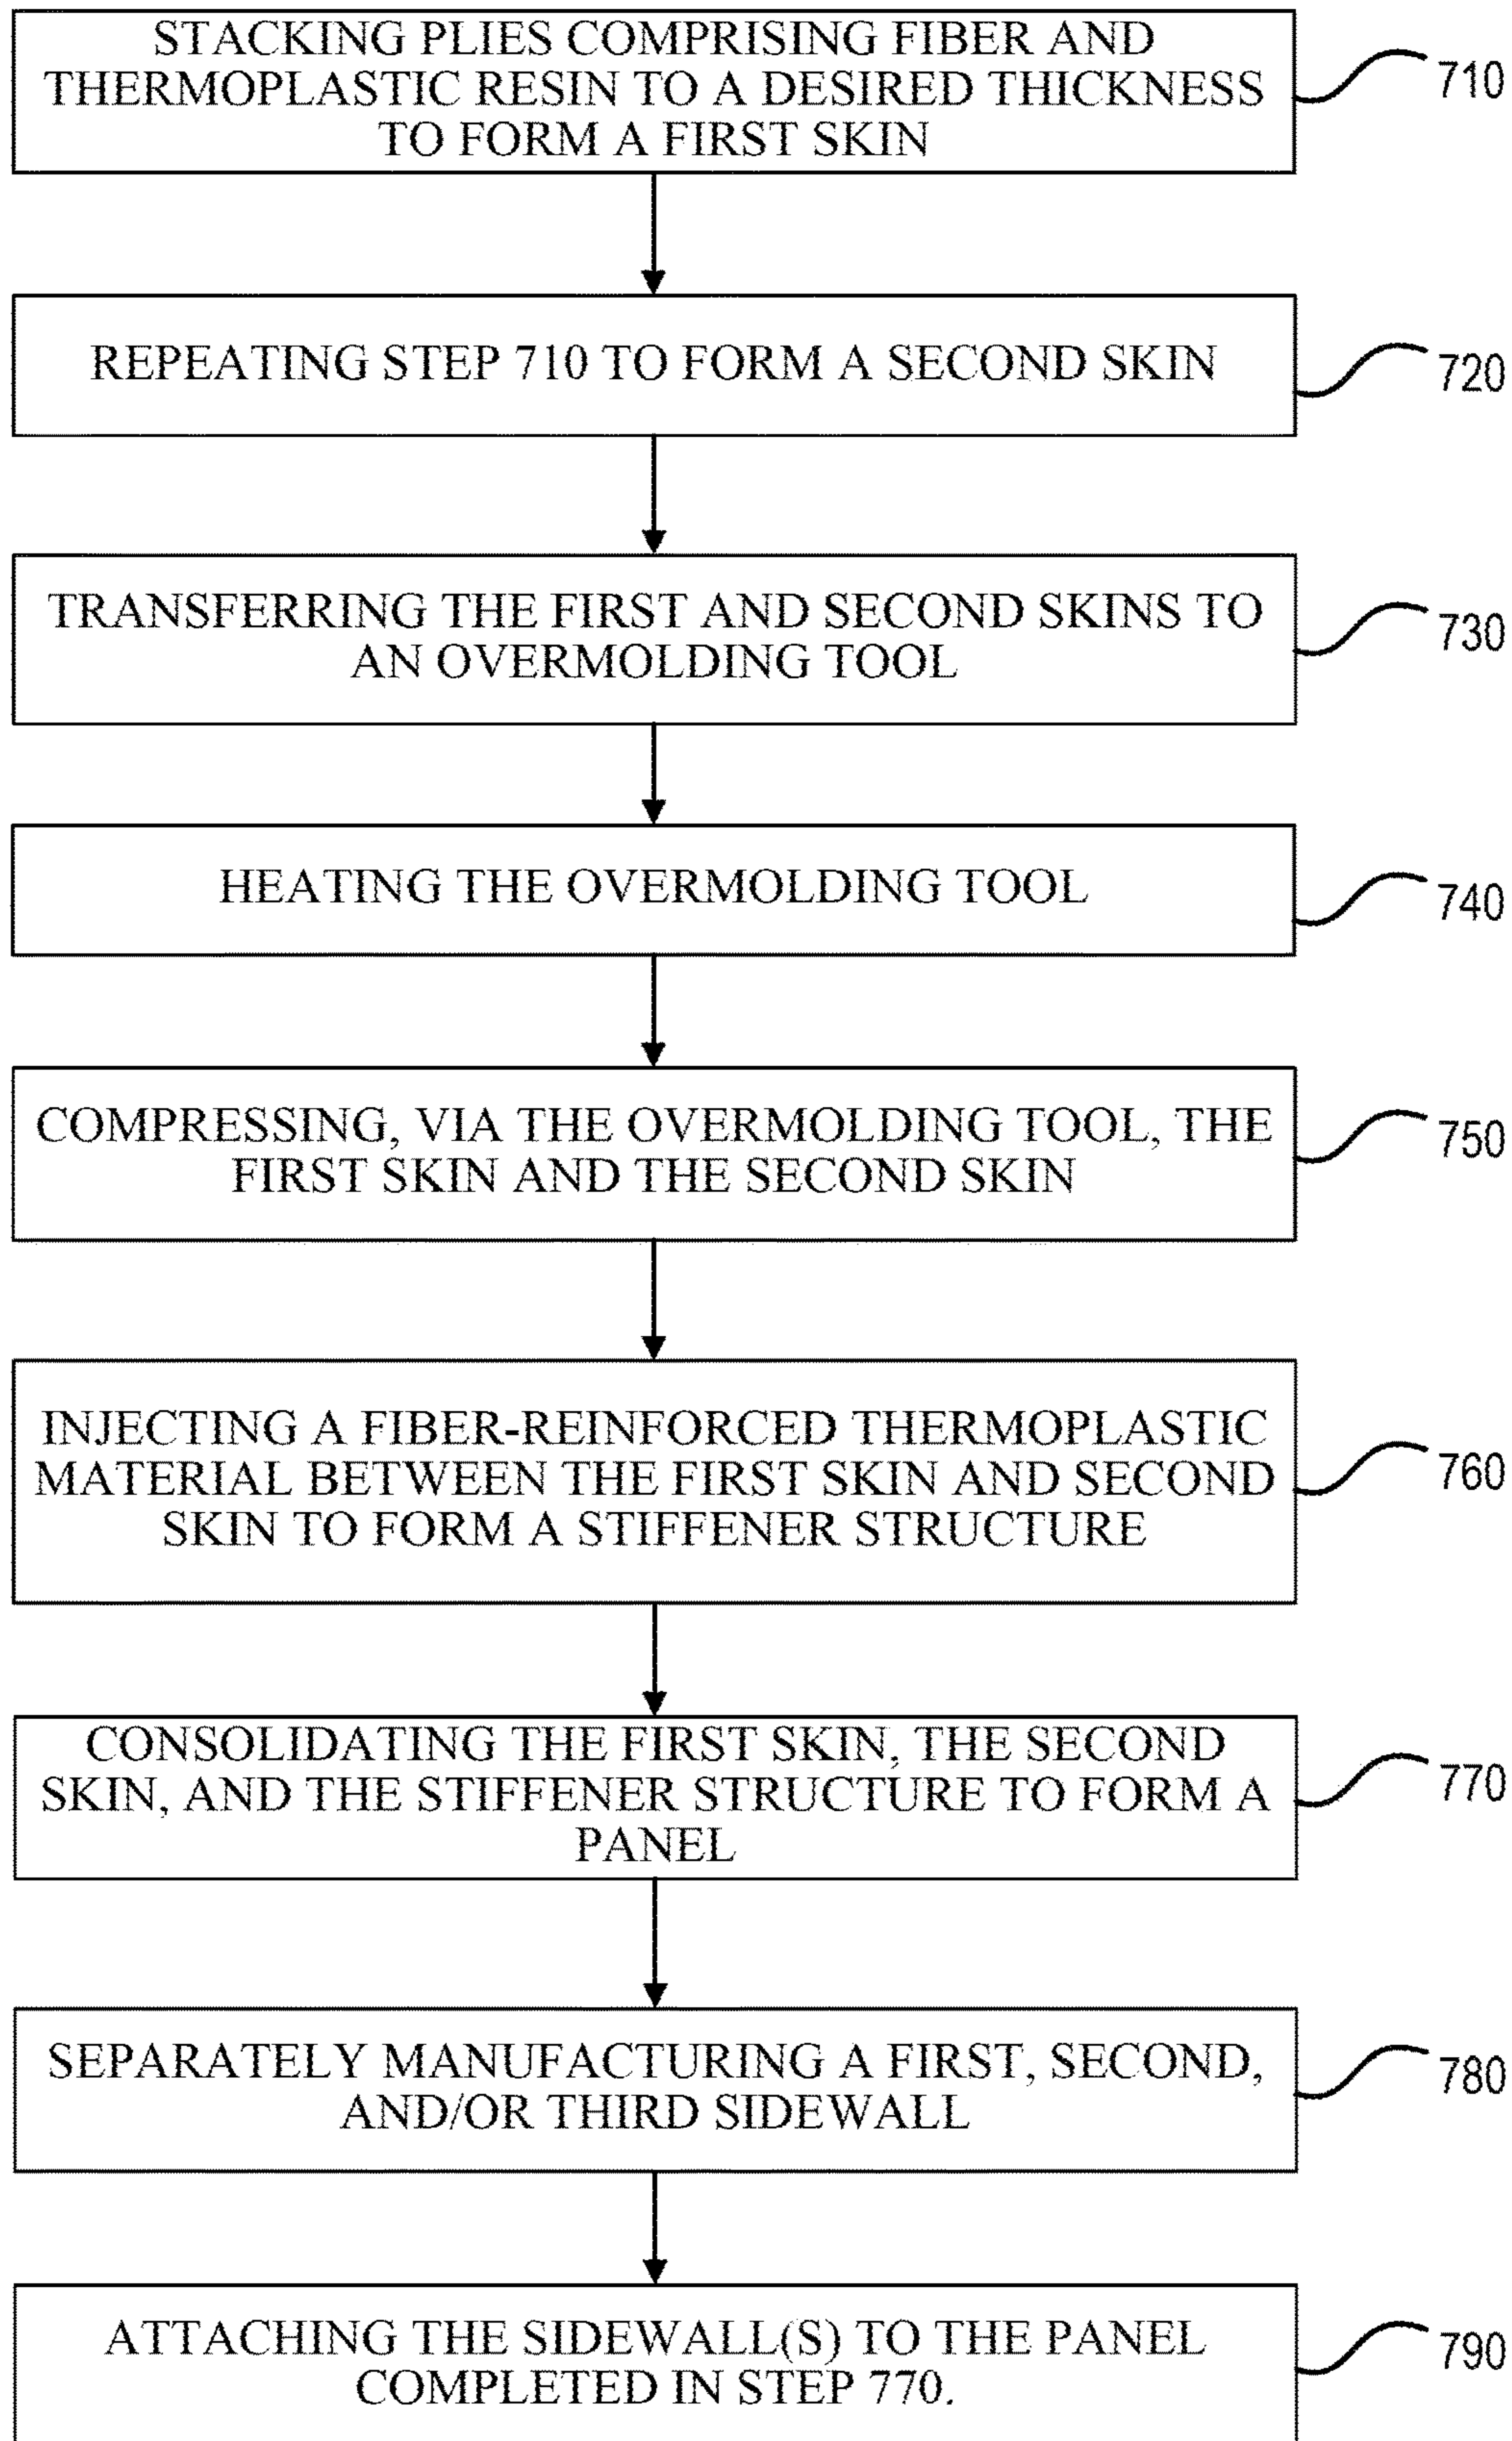 STACKING PLIES COMPRISING FIBER AND
THERMOPLASTIC RESIN TO A DESIRED THICKNESS
TO FORM A FIRST SKIN
710
REPEATING STEP 710 TO FORM A SECOND SKIN
720
TRANSFERRING THE FIRST AND SECOND SKINS TO
AN OVERMOLDING TOOL
730
HEATING THE OVERMOLDING TOOL
740
COMPRESSING, VIA THE OVERMOLDING TOOL, THE
FIRST SKIN AND THE SECOND SKIN
750
INJECTING A FIBER-REINFORCED THERMOPLASTIC
MATERIAL BETWEEN THE FIRST SKIN AND SECOND
SKIN TO FORM A STIFFENER STRUCTURE
760
CONSOLIDATING THE FIRST SKIN, THE SECOND
SKIN, AND THE STIFFENER STRUCTURE TO FORM A
PANEL
770
SEPARATELY MANUFACTURING A FIRST, SECOND,
AND/OR THIRD SIDEWALL
780
ATTACHING THE SIDEWALL(S) TO THE PANEL
COMPLETED IN STEP 770.
790